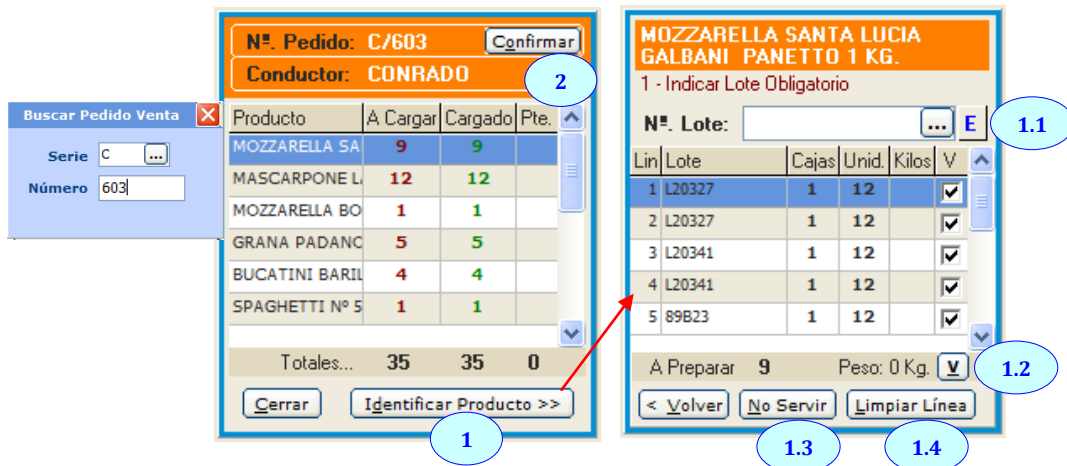 Buscar Pedido Venta
Serie C ...
Número 603
Nº. Pedido: C/603 Confirmar
Conductor: CONRADO
2
Producto A Cargar Cargado Pte.
MOZZARELLA SA 9 9
MASCARPONE L 12 12
MOZZARELLA BO 1 1
GRANA PADANO 5 5
BUCATINI BARIL 4 4
SPAGHETTI Nº 5 1 1
Totales... 35 35 0
Cerrar Identificar Producto >>
1
MOZZARELLA SANTA LUCIA
GALBANI PANETTO 1 KG.
1 - Indicar Lote Obligatorio
Nº. Lote: ... E
1.1
Lin Lote Cajas Unid. Kilos V
1 L20327 1 12
2 L20327 1 12
3 L20341 1 12
4 L20341 1 12
5 89B23 1 12
A Preparar 9 Peso: 0 Kg. V
1.2
< Volver No Servir Limpiar Línea
1.3
1.4